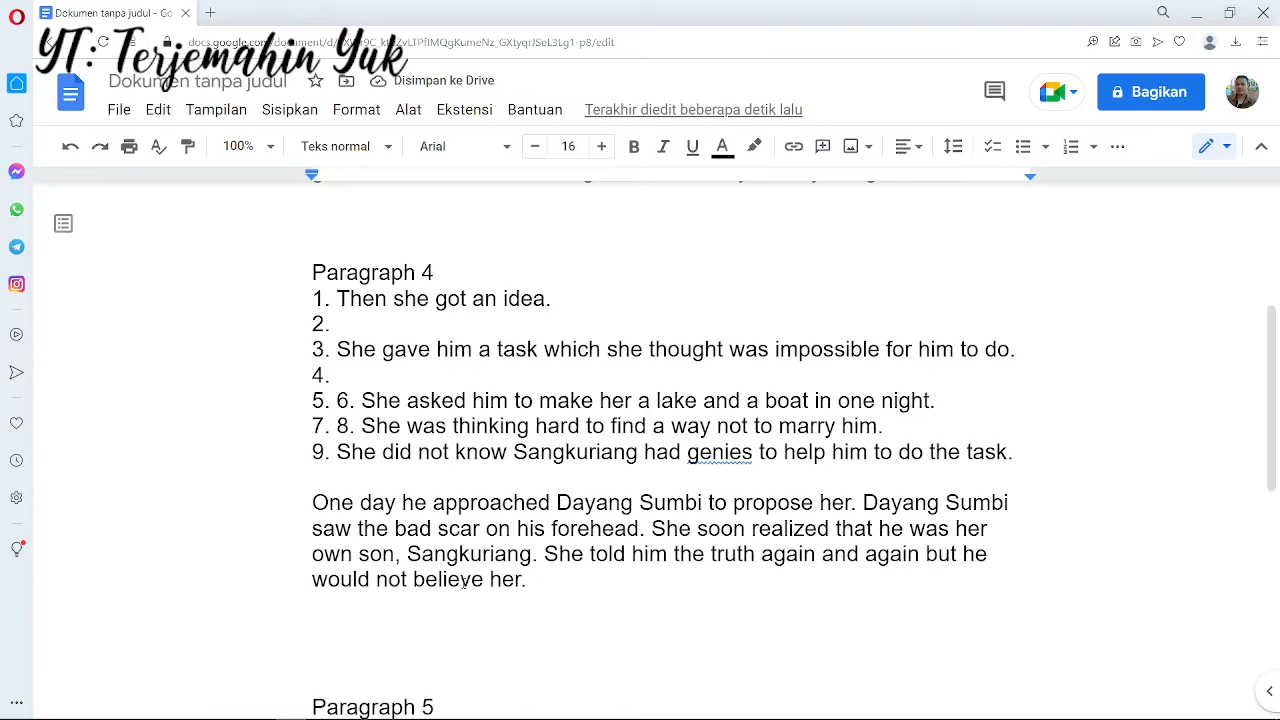 Dokumen tanpa judul - Go
YT: Terjemahin Yuk
docs.google.com/document/d/
Dokumen tanpa judul
Disimpan ke Drive
File Edit Tampilan Sisipkan Format Alat Ekstensi Bantuan Terakhir diedit beberapa detik lalu
Bagikan
100% Teks normal Arial 16 B I U A
Paragraph 4
1. Then she got an idea.
2.
3. She gave him a task which she thought was impossible for him to do.
4.
5. 6. She asked him to make her a lake and a boat in one night.
7. 8. She was thinking hard to find a way not to marry him.
9. She did not know Sangkuriang had genies to help him to do the task.
One day he approached Dayang Sumbi to propose her. Dayang Sumbi
saw the bad scar on his forehead. She soon realized that he was her
own son, Sangkuriang. She told him the truth again and again but he
would not believe her.
Paragraph 5